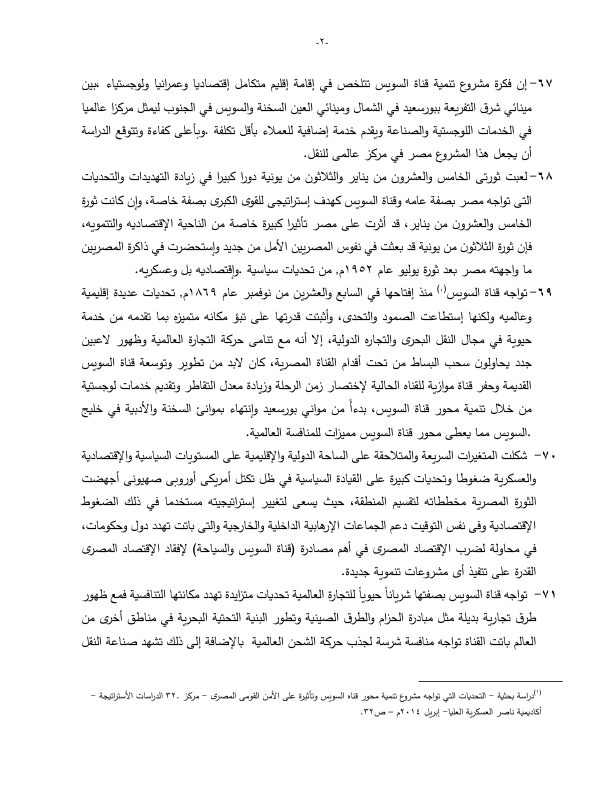 -٢-
٦٧- إن فكرة مشروع تنمية قناة السويس تتلخص في إقامة إقليم متكامل إقتصاديا وعمرانيا ولوجستياء ،بين
مينائي شرق التفريعة ببورسعيد في الشمال ومينائي العين السخنة والسويس في الجنوب ليمثل مركزا عالميا
في الخدمات اللوجستية والصناعة ويقدم خدمة إضافية للعملاء بأقل تكلفة .وبأعلى كفاءة وتتوقع الدراسة
أن يجعل هذا المشروع مصر في مركز عالمى للنقل.
٦٨- لعبت ثورتى الخامس والعشرون من يناير والثلاثون من يونية دورا كبيرا في زيادة التهديدات والتحديات
التى تواجه مصر بصفة عامه وقناة السويس كهدف إستراتيجى للقوى الكبرى بصفة خاصة، وإن كانت ثورة
الخامس والعشرون من يناير، قد أثرت على مصر تأثيرا كبيرة خاصة من الناحية الإقتصاديه والتنمويه،
فإن ثورة الثلاثون من يونية قد بعثت في نفوس المصريين الأمل من جديد وإستحضرت في ذاكرة المصريين
ما واجهته مصر بعد ثورة يوليو عام ١٩٥٢م, من تحديات سياسية .وإقتصاديه بل وعسكريه.
٦٩- تواجه قناة السويس(١) منذ إفتاحها في السابع والعشرين من نوفمبر عام ١٨٦٩م, تحديات عديدة إقليمية
وعالميه ولكنها إستطاعت الصمود والتحدى، وأثبتت قدرتها على تبؤ مكانه متميزه بما تقدمه من خدمة
حيوية في مجال النقل البحرى والتجاره الدولية، إلا أنه مع تنامى حركة التجارة العالمية وظهور لاعبين
جدد يحاولون سحب البساط من تحت أقدام القناة المصرية، كان لابد من تطوير وتوسعة قناة السويس
القديمة وحفر قناة موازية للقناه الحالية لإختصار زمن الرحلة وزيادة معدل التقاطر وتقديم خدمات لوجستية
من خلال تنمية محور قناة السويس، بدءاً من مواني بورسعيد وإنتهاء بموانئ السخنة والأدبية في خليج
.السويس مما يعطى محور قناة السويس مميزات للمنافسة العالمية.
٧٠- شكلت المتغيرات السريعة والمتلاحقة على الساحة الدولية والإقليمية على المستويات السياسية والإقتصادية
والعسكرية ضغوطا وتحديات كبيرة على القيادة السياسية في ظل تكتل أمريكى أوروبى صهيونى أجهضت
الثورة المصرية مخططاته لتقسيم المنطقة، حيث يسعى لتغيير إستراتيجيته مستخدما في ذلك الضغوط
الإقتصادية وفى نفس التوقيت دعم الجماعات الإرهابية الداخلية والخارجية والتى باتت تهدد دول وحكومات،
في محاولة لضرب الإقتصاد المصرى في أهم مصادرة (قناة السويس والسياحة) لإفقاد الإقتصاد المصرى
القدرة على تتفيذ أى مشروعات تنموية جديدة.
٧١- تواجه قناة السويس بصفتها شرياناً حيوياً للتجارة العالمية تحديات متزايدة تهدد مكانتها التنافسية فمع ظهور
طرق تجارية بديلة مثل مبادرة الحزام والطرق الصينية وتطور البنية التحتية البحرية في مناطق أخرى من
العالم باتت القناة تواجه منافسة شرسة لجذب حركة الشحن العالمية بالإضافة إلى ذلك تشهد صناعة النقل
(١)دراسة بحثية – التحديات التي تواجه مشروع تنمية محور قناه السويس وتأثيرة على الأمن القومى المصرى – مركز .٣٢ الدراسات الأستراتيجة –
أكاديمية ناصر العسكرية العليا- إبريل ٢٠١٤م – ص٣٢.